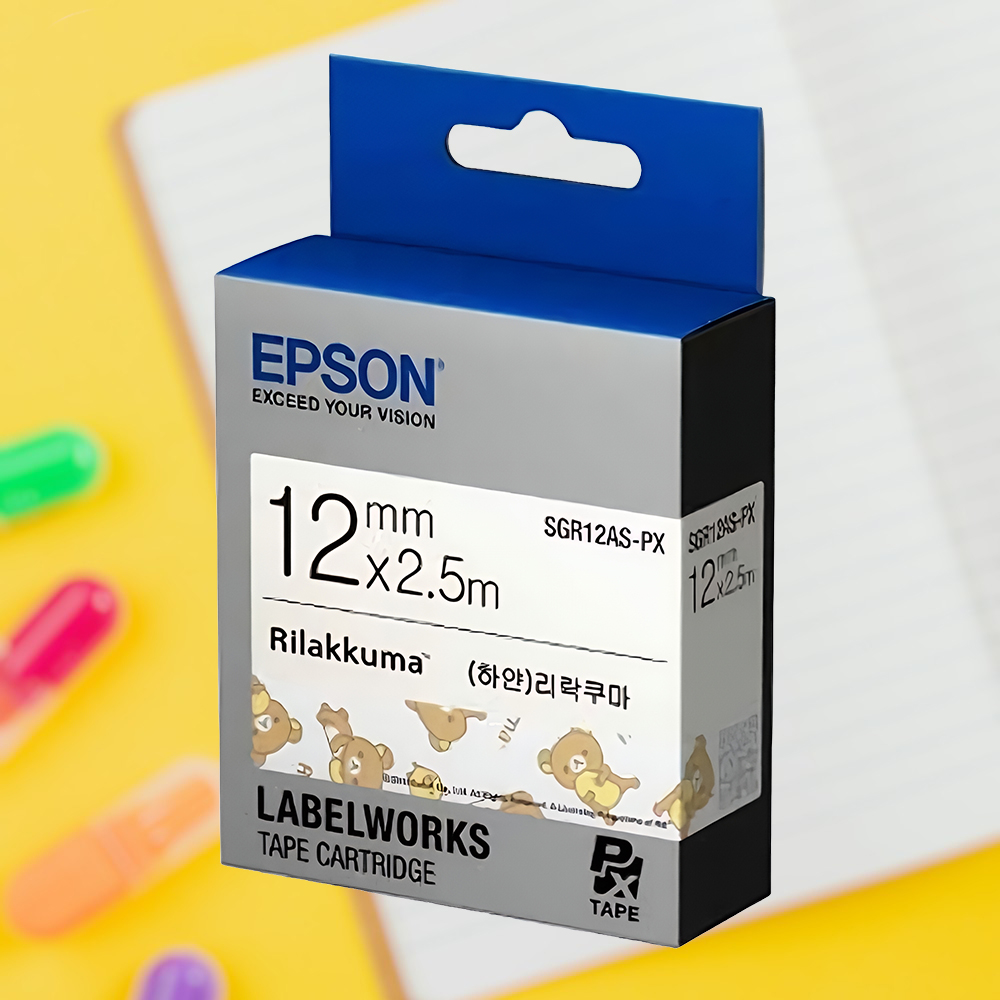 EPSON
EXCEED YOUR VISION
12mm
x2.5m
SGR12AS-PX
Rilakkuma™
(하얀)리락쿠마
LABELWORKS
TAPE CARTRIDGE
Px
TAPE
SGR12AS-PX
12mm
x2.5m